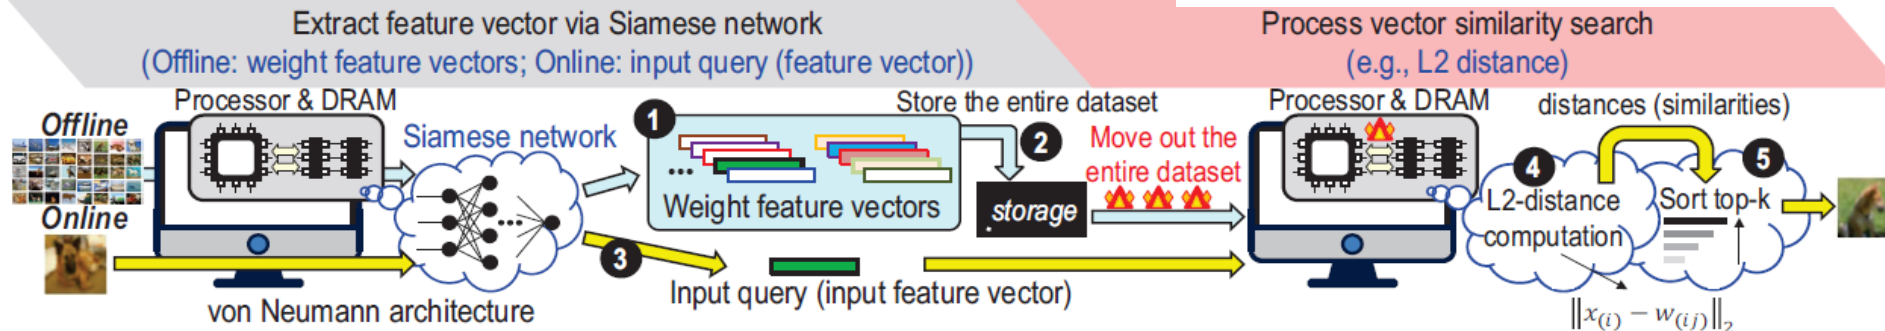 Extract feature vector via Siamese network
(Offline: weight feature vectors; Online: input query (feature vector))
Process vector similarity search
(e.g., L2 distance)
Offline
Online
Processor & DRAM
von Neumann architecture
Siamese network
1
...
Weight feature vectors
Store the entire dataset
2
.storage
3
Input query (input feature vector)
Move out the
entire dataset
Processor & DRAM
distances (similarities)
4
L2-distance
computation
5
Sort top-k
‖x(i) − w(ij)‖2